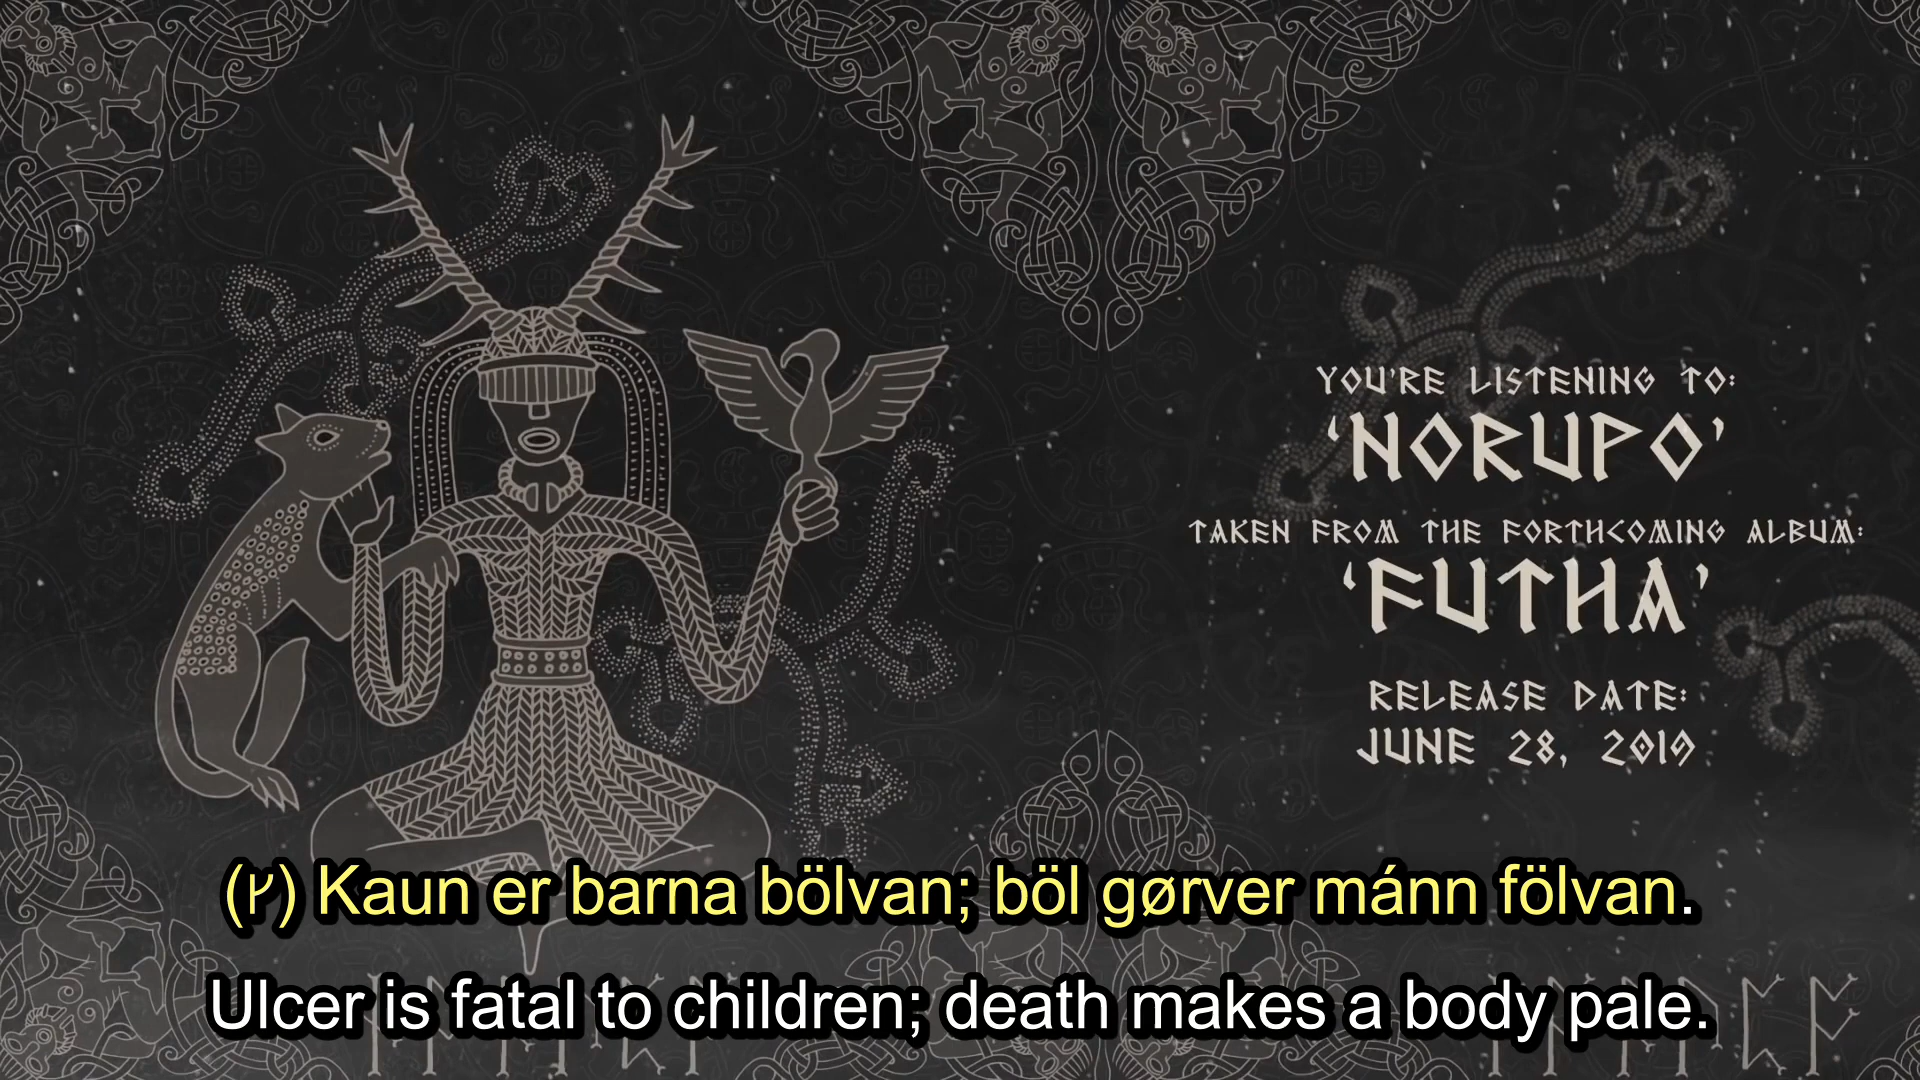 YOU'RE LISTENING TO:
'NORUPO'
TAKEN FROM THE FORTHCOMING ALBUM:
'FUTHA'
RELEASE DATE:
JUNE 28, 2019
(ᚴ) Kaun er barna bölvan; böl gørver mánn fölvan.
Ulcer is fatal to children; death makes a body pale.